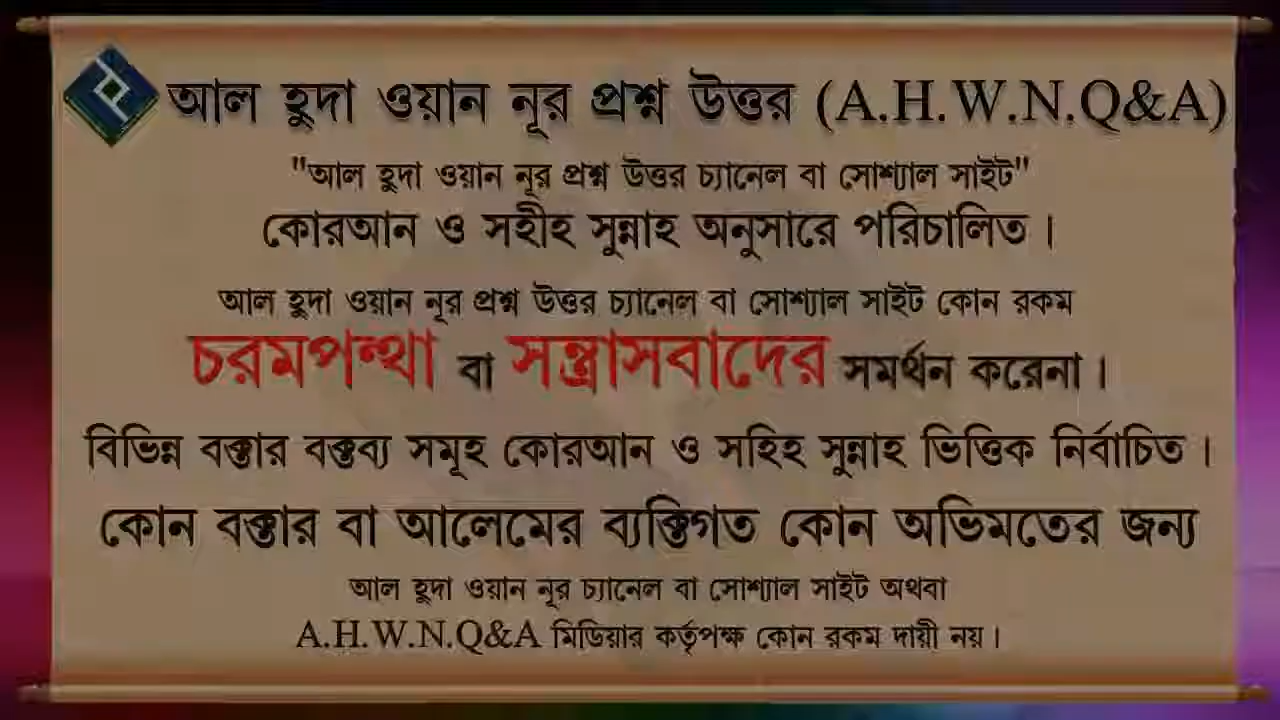 আল হুদা ওয়ান নূর প্রশ্ন উত্তর (A.H.W.N.Q&A)
"আল হুদা ওয়ান নূর প্রশ্ন উত্তর চ্যানেল বা সোশ্যাল সাইট"
কোরআন ও সহীহ সুন্নাহ অনুসারে পরিচালিত।
আল হুদা ওয়ান নূর প্রশ্ন উত্তর চ্যানেল বা সোশ্যাল সাইট কোন রকম
চরমপন্থা বা সন্ত্রাসবাদের সমর্থন করেনা।
বিভিন্ন বক্তার বক্তব্য সমূহ কোরআন ও সহিহ সুন্নাহ ভিত্তিক নির্বাচিত।
কোন বক্তার বা আলেমের ব্যক্তিগত কোন অভিমতের জন্য
আল হুদা ওয়ান নূর চ্যানেল বা সোশ্যাল সাইট অথবা
A.H.W.N.Q&A মিডিয়ার কর্তৃপক্ষ কোন রকম দায়ী নয়।